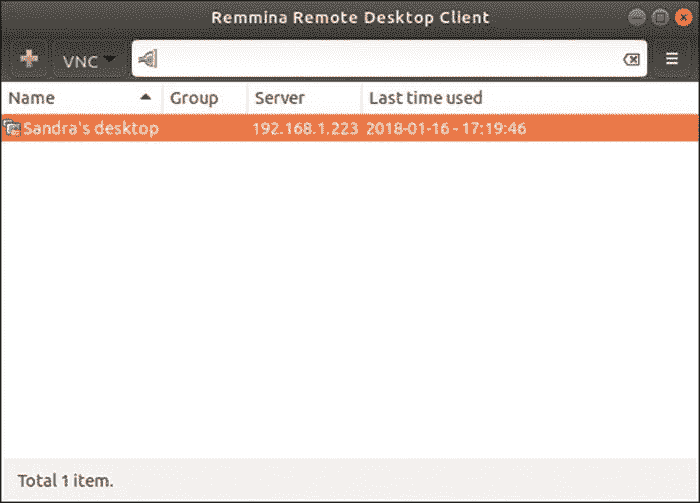 Remmina Remote Desktop Client
VNC
Name Group Server Last time used
Sandra's desktop 192.168.1.223 2018-01-16 - 17:19:46
Total 1 item.